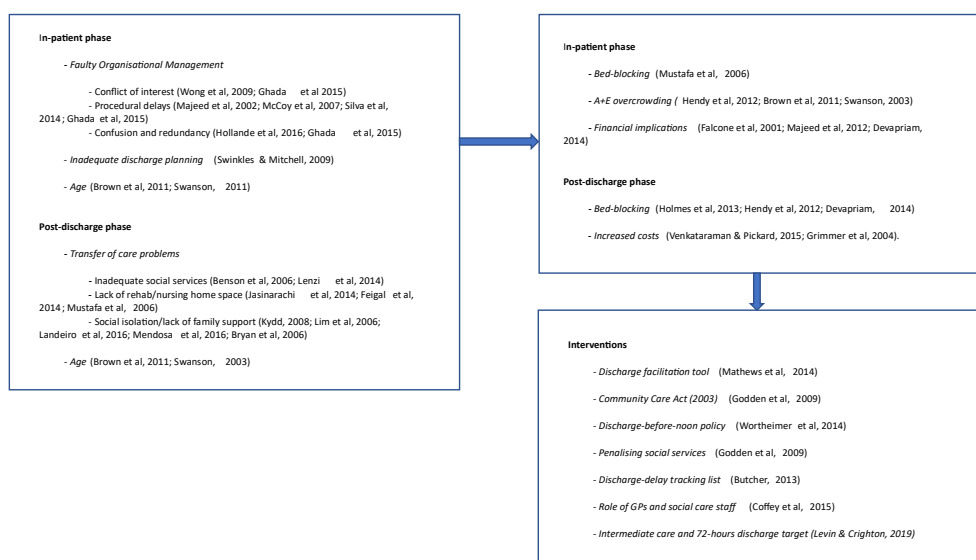 In-patient phase
- Faulty Organisational Management
- Conflict of interest (Wong et al, 2009; Ghada et al 2015)
- Procedural delays (Majeed et al, 2002; McCoy et al, 2007; Silva et al,
2014; Ghada et al, 2015)
- Confusion and redundancy (Hollande et al, 2016; Ghada et al, 2015)
- Inadequate discharge planning (Swinkles & Mitchell, 2009)
- Age (Brown et al, 2011; Swanson, 2011)
Post-discharge phase
- Transfer of care problems
- Inadequate social services (Benson et al, 2006; Lenzi et al, 2014)
- Lack of rehab/nursing home space (Jasinarachi et al, 2014; Feigal et al,
2014; Mustafa et al, 2006)
- Social isolation/lack of family support (Kydd, 2008; Lim et al, 2006;
Landeiro et al, 2016; Mendosa et al, 2016; Bryan et al, 2006)
- Age (Brown et al, 2011; Swanson, 2003)
In-patient phase
- Bed-blocking (Mustafa et al, 2006)
- A+E overcrowding ( Hendy et al, 2012; Brown et al, 2011; Swanson, 2003)
- Financial implications (Falcone et al, 2001; Majeed et al, 2012; Devapriam,
2014)
Post-discharge phase
- Bed-blocking (Holmes et al, 2013; Hendy et al, 2012; Devapriam, 2014)
- Increased costs (Venkataraman & Pickard, 2015; Grimmer et al, 2004).
Interventions
- Discharge facilitation tool (Mathews et al, 2014)
- Community Care Act (2003) (Godden et al, 2009)
- Discharge-before-noon policy (Wortheimer et al, 2014)
- Penalising social services (Godden et al, 2009)
- Discharge-delay tracking list (Butcher, 2013)
- Role of GPs and social care staff (Coffey et al, 2015)
- Intermediate care and 72-hours discharge target (Levin & Crighton, 2019)